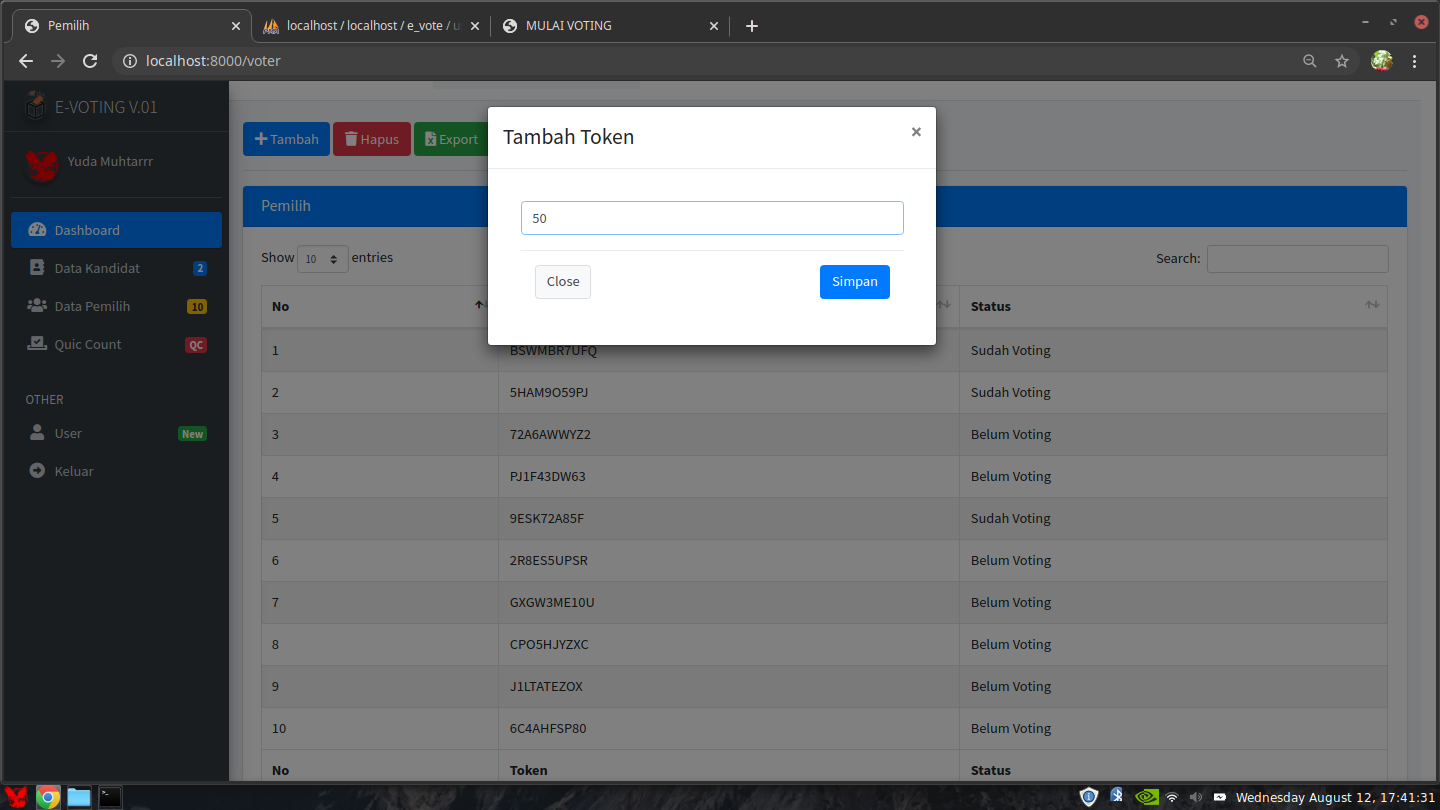 Pemilih
localhost / localhost / e_vote / u
MULAI VOTING
localhost:8000/voter
E-VOTING V.01
Yuda Muhtarrr
Dashboard
Data Kandidat 2
Data Pemilih 10
Quic Count QC
OTHER
User New
Keluar
Tambah Hapus Export
Tambah Token ×
50
Close Simpan
Pemilih
Show 10 entries Search:
No Status
1 BSWMBR7UFQ Sudah Voting
2 5HAM9O59PJ Sudah Voting
3 72A6AWWYZ2 Belum Voting
4 PJ1F43DW63 Belum Voting
5 9ESK72A85F Sudah Voting
6 2R8ES5UPSR Belum Voting
7 GXGW3ME10U Belum Voting
8 CPO5HJYZXC Belum Voting
9 J1LTATEZOX Belum Voting
10 6C4AHFSP80 Belum Voting
No Token Status
Wednesday August 12, 17:41:31